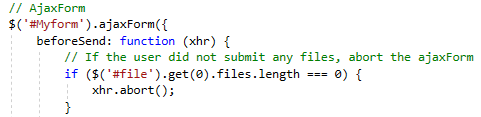 // AjaxForm
$('#Myform').ajaxForm({
    beforeSend: function (xhr) {
        // If the user did not submit any files, abort the ajaxForm
        if ($('#file').get(0).files.length === 0) {
            xhr.abort();
        }